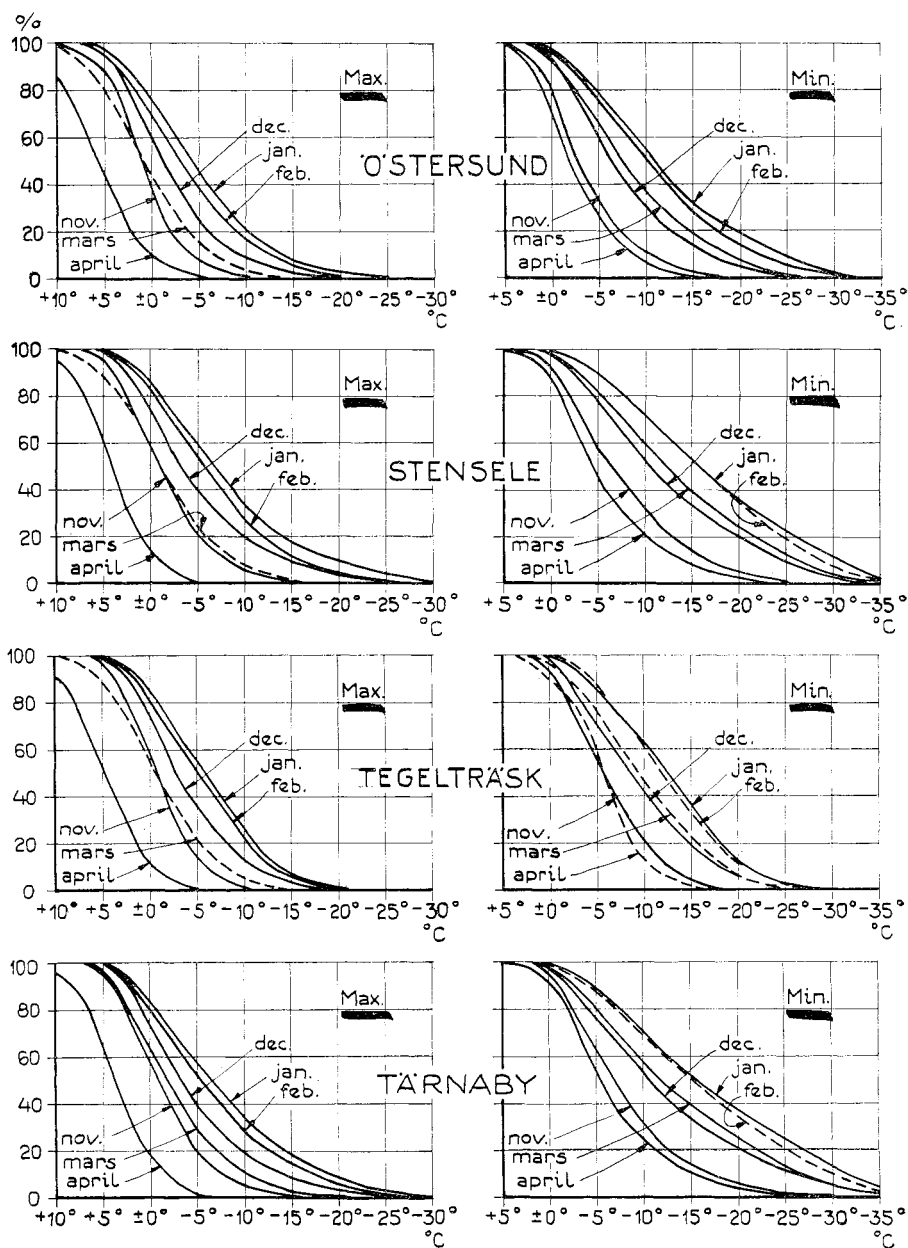 %
100
80
60
40
20
0
Max.
dec.
jan.
feb.
nov.
mars
april
+10° +5° ±0° -5° -10° -15° -20° -25° -30°
°C
ÖSTERSUND
Min.
dec.
jan.
feb.
nov.
mars
april
+5° ±0° -5° -10° -15° -20° -25° -30° -35°
°C
100
80
60
40
20
0
Max.
dec.
jan.
feb.
nov.
mars
april
+10° +5° ±0° -5° -10° -15° -20° -25° -30°
°C
STENSELE
Min.
dec.
jan.
feb.
nov.
mars
april
+5° ±0° -5° -10° -15° -20° -25° -30° -35°
°C
100
80
60
40
20
0
Max.
dec.
jan.
feb.
nov.
mars
april
+10° +5° ±0° -5° -10° -15° -20° -25° -30°
°C
TEGELTRÄSK
Min.
dec.
jan.
feb.
nov.
mars
april
+5° ±0° -5° -10° -15° -20° -25° -30° -35°
°C
100
80
60
40
20
0
Max.
dec.
jan.
feb.
nov.
mars
april
+10° +5° ±0° -5° -10° -15° -20° -25° -30°
°C
TÄRNABY
Min.
dec.
jan.
feb.
nov.
mars
april
+5° ±0° -5° -10° -15° -20° -25° -30° -35°
°C